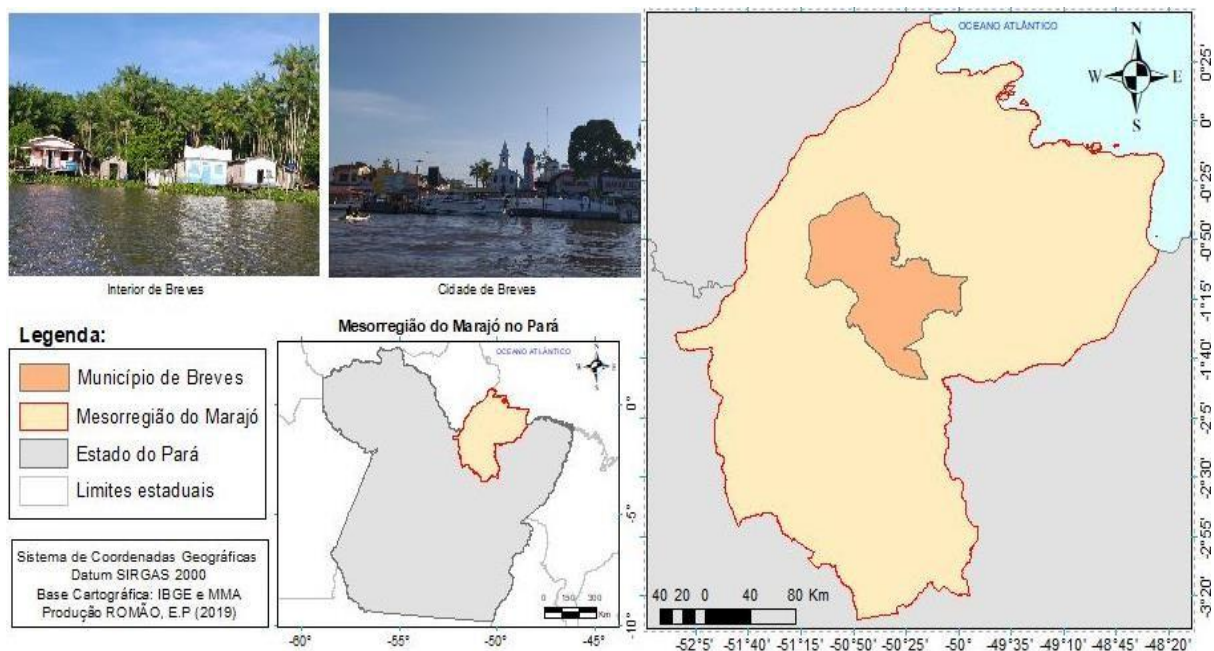 Interior de Breves
Cidade de Breves
Legenda:
Município de Breves
Mesorregião do Marajó
Estado do Pará
Limites estaduais
Sistema de Coordenadas Geográficas
Datum SIRGAS 2000
Base Cartográfica: IBGE e MMA
Produção ROMÃO, E.P (2019)
Mesorregião do Marajó no Pará
OCEANO ATLÂNTICO
0°
-5°
-10°
0 150 300
Km
-60° -55° -50° -45°
OCEANO ATLÂNTICO
N
W E
S
0°25'
0°
-0°25'
-0°50'
-1°15'
-1°40'
-2°5'
-2°30'
-2°55'
-3°20'
40 20 0 40 80 Km
-52°5' -51°40' -51°15' -50°50' -50°25' -50° -49°35' -49°10' -48°45' -48°20'